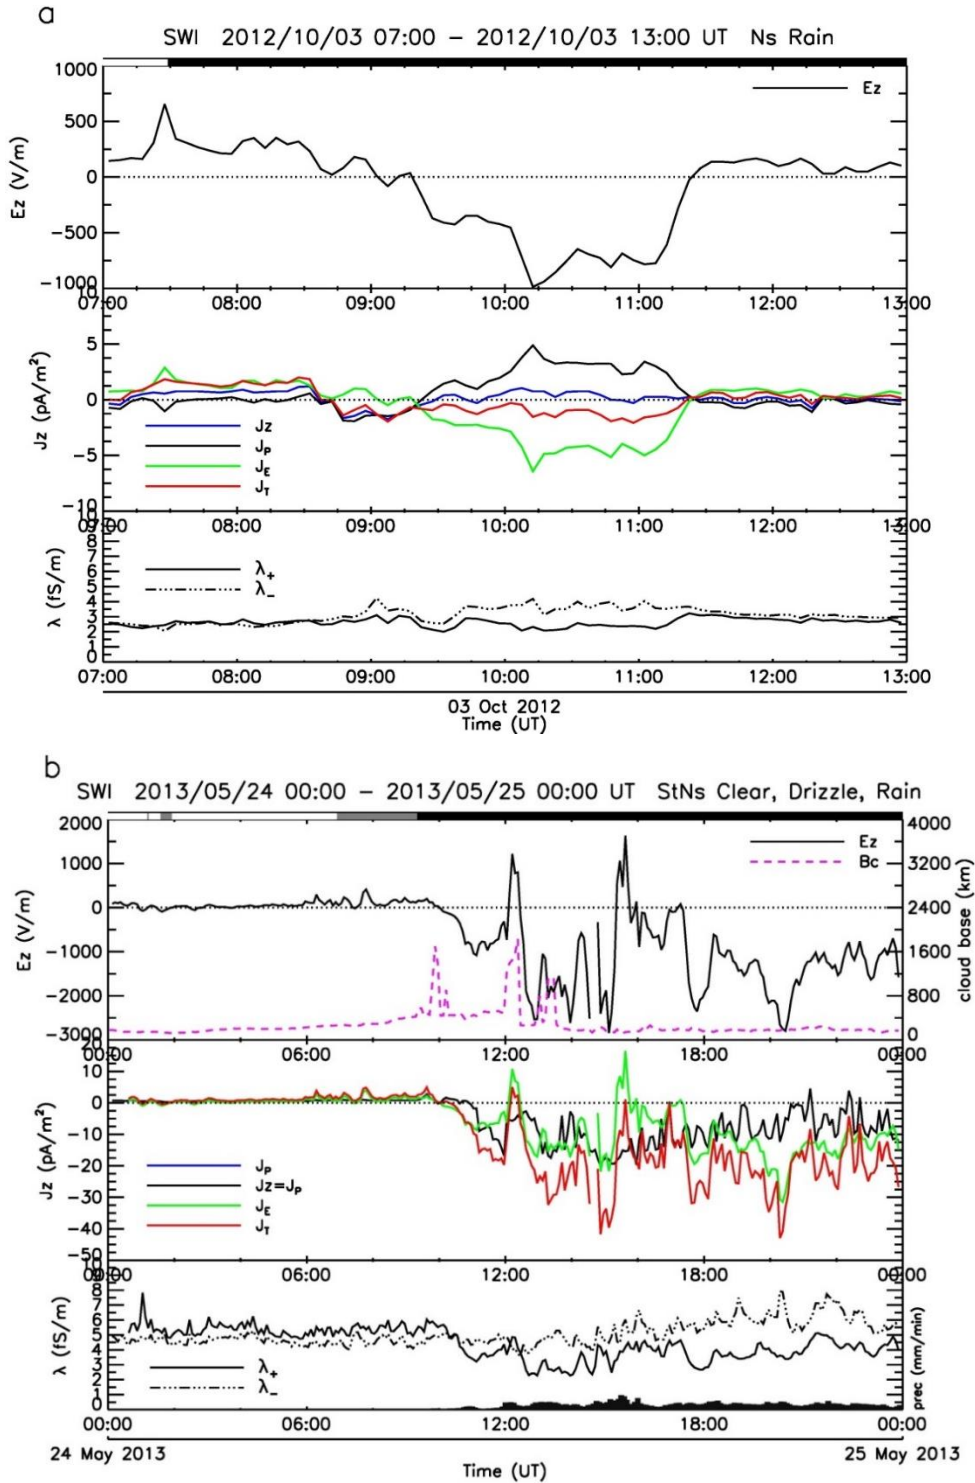 a
SWI 2012/10/03 07:00 – 2012/10/03 13:00 UT Ns Rain
1000
500
0
−500
−1000
Ez (V/m)
Ez
07:00 08:00 09:00 10:00 11:00 12:00 13:00
10
5
0
−5
−10
Jz (pA/m²)
Jz
JP
JE
JT
07:00 08:00 09:00 10:00 11:00 12:00 13:00
10
9
8
7
6
5
4
3
2
1
0
λ (fS/m)
λ+
λ−
07:00 08:00 09:00 10:00 11:00 12:00 13:00
03 Oct 2012
Time (UT)
b
SWI 2013/05/24 00:00 – 2013/05/25 00:00 UT StNs Clear, Drizzle, Rain
2000
1000
0
−1000
−2000
−3000
Ez (V/m)
Ez
Bc
4000
3200
2400
1600
800
0
cloud base (km)
00:00 06:00 12:00 18:00 00:00
20
10
0
−10
−20
−30
−40
−50
Jz (pA/m²)
JP
Jz=JP
JE
JT
00:00 06:00 12:00 18:00 00:00
10
9
8
7
6
5
4
3
2
1
0
λ (fS/m)
λ+
λ−
prec (mm/min)
00:00 06:00 12:00 18:00 00:00
24 May 2013 25 May 2013
Time (UT)